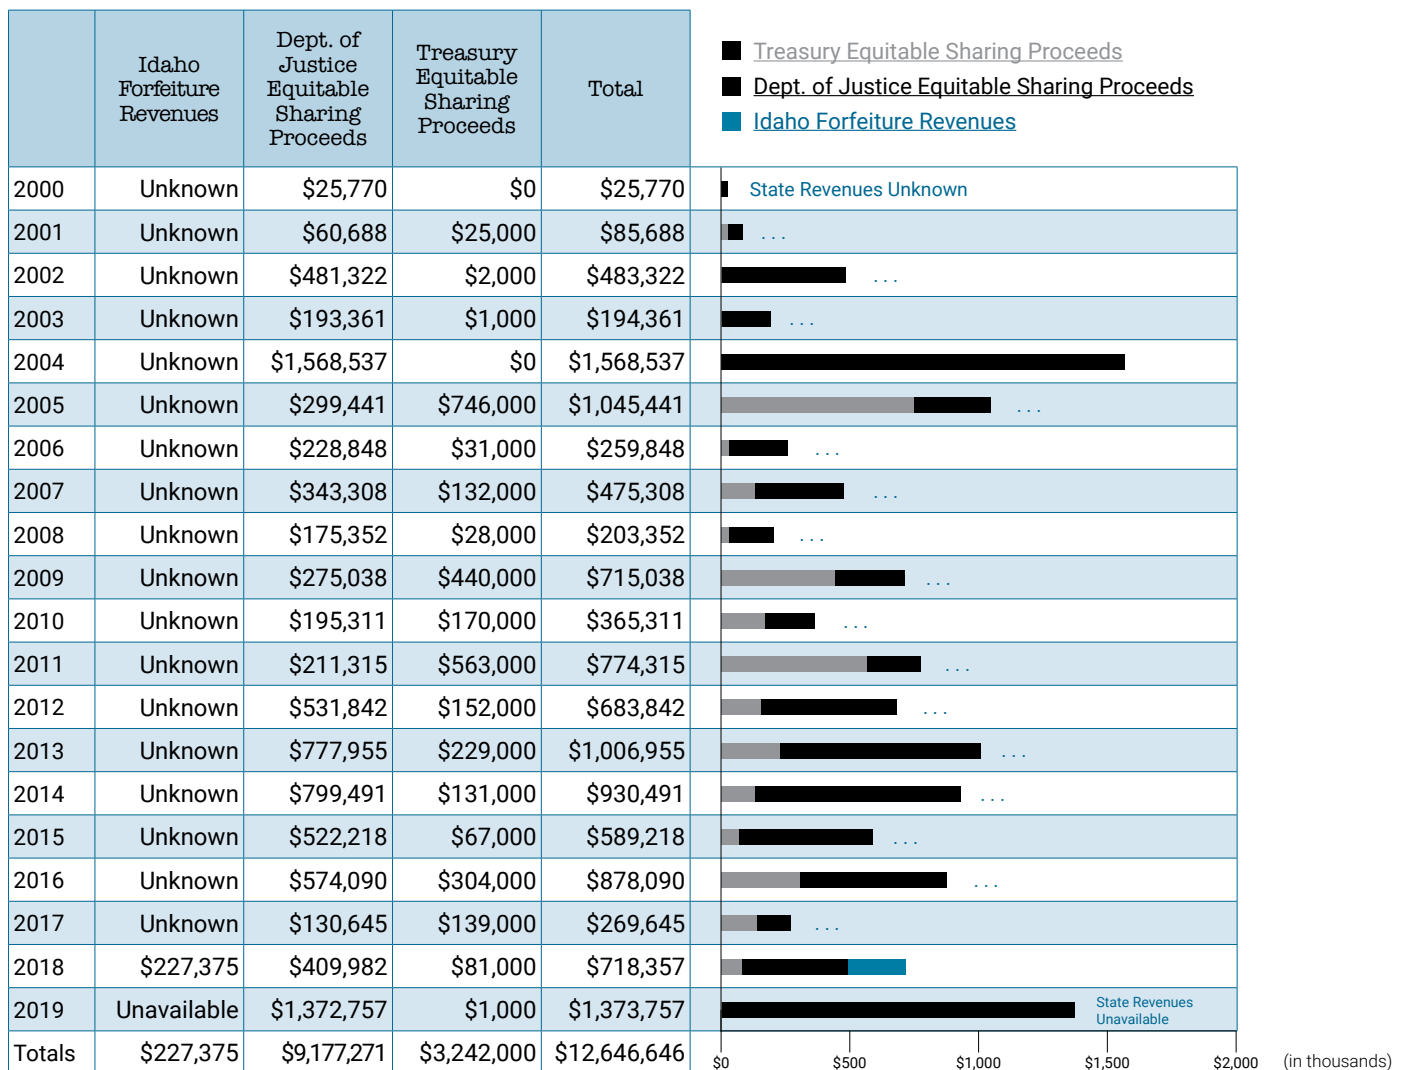 Idaho
Forfeiture
Revenues
Dept. of
Justice
Equitable
Sharing
Proceeds
Treasury
Equitable
Sharing
Proceeds
Total
Treasury Equitable Sharing Proceeds
Dept. of Justice Equitable Sharing Proceeds
Idaho Forfeiture Revenues
2000 Unknown $25,770 $0 $25,770 State Revenues Unknown
2001 Unknown $60,688 $25,000 $85,688 ...
2002 Unknown $481,322 $2,000 $483,322 ...
2003 Unknown $193,361 $1,000 $194,361 ...
2004 Unknown $1,568,537 $0 $1,568,537
2005 Unknown $299,441 $746,000 $1,045,441 ...
2006 Unknown $228,848 $31,000 $259,848 ...
2007 Unknown $343,308 $132,000 $475,308 ...
2008 Unknown $175,352 $28,000 $203,352 ...
2009 Unknown $275,038 $440,000 $715,038 ...
2010 Unknown $195,311 $170,000 $365,311 ...
2011 Unknown $211,315 $563,000 $774,315 ...
2012 Unknown $531,842 $152,000 $683,842 ...
2013 Unknown $777,955 $229,000 $1,006,955 ...
2014 Unknown $799,491 $131,000 $930,491 ...
2015 Unknown $522,218 $67,000 $589,218 ...
2016 Unknown $574,090 $304,000 $878,090 ...
2017 Unknown $130,645 $139,000 $269,645 ...
2018 $227,375 $409,982 $81,000 $718,357
2019 Unavailable $1,372,757 $1,000 $1,373,757 State Revenues
Unavailable
Totals $227,375 $9,177,271 $3,242,000 $12,646,646
$0 $500 $1,000 $1,500 $2,000 (in thousands)